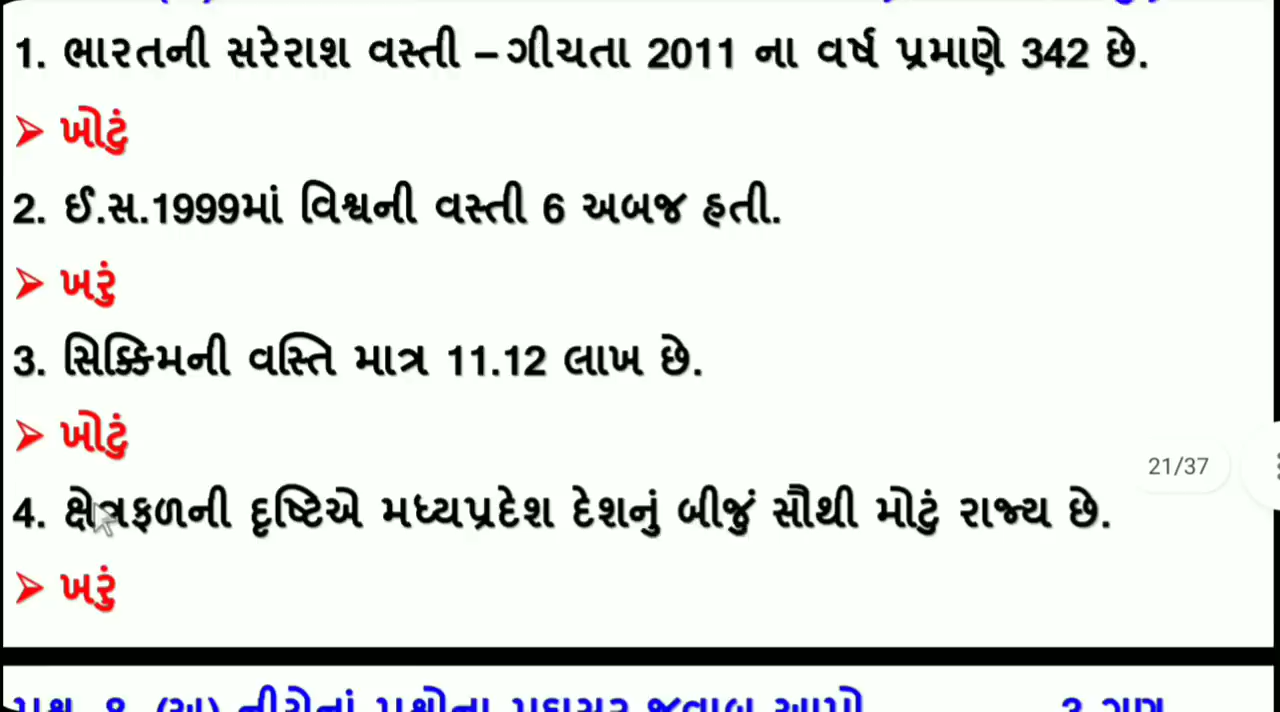 1. ભારતની સરેરાશ વસ્તી – ગીચતા 2011 ના વર્ષ પ્રમાણે 342 છે.
➢ ખોટું
2. ઈ.સ.1999માં વિશ્વની વસ્તી 6 અબજ હતી.
➢ ખરું
3. સિક્કિમની વસ્તિ માત્ર 11.12 લાખ છે.
➢ ખોટું
21/37
4. ક્ષેત્રફળની દૃષ્ટિએ મધ્યપ્રદેશ દેશનું બીજું સૌથી મોટું રાજ્ય છે.
➢ ખરું